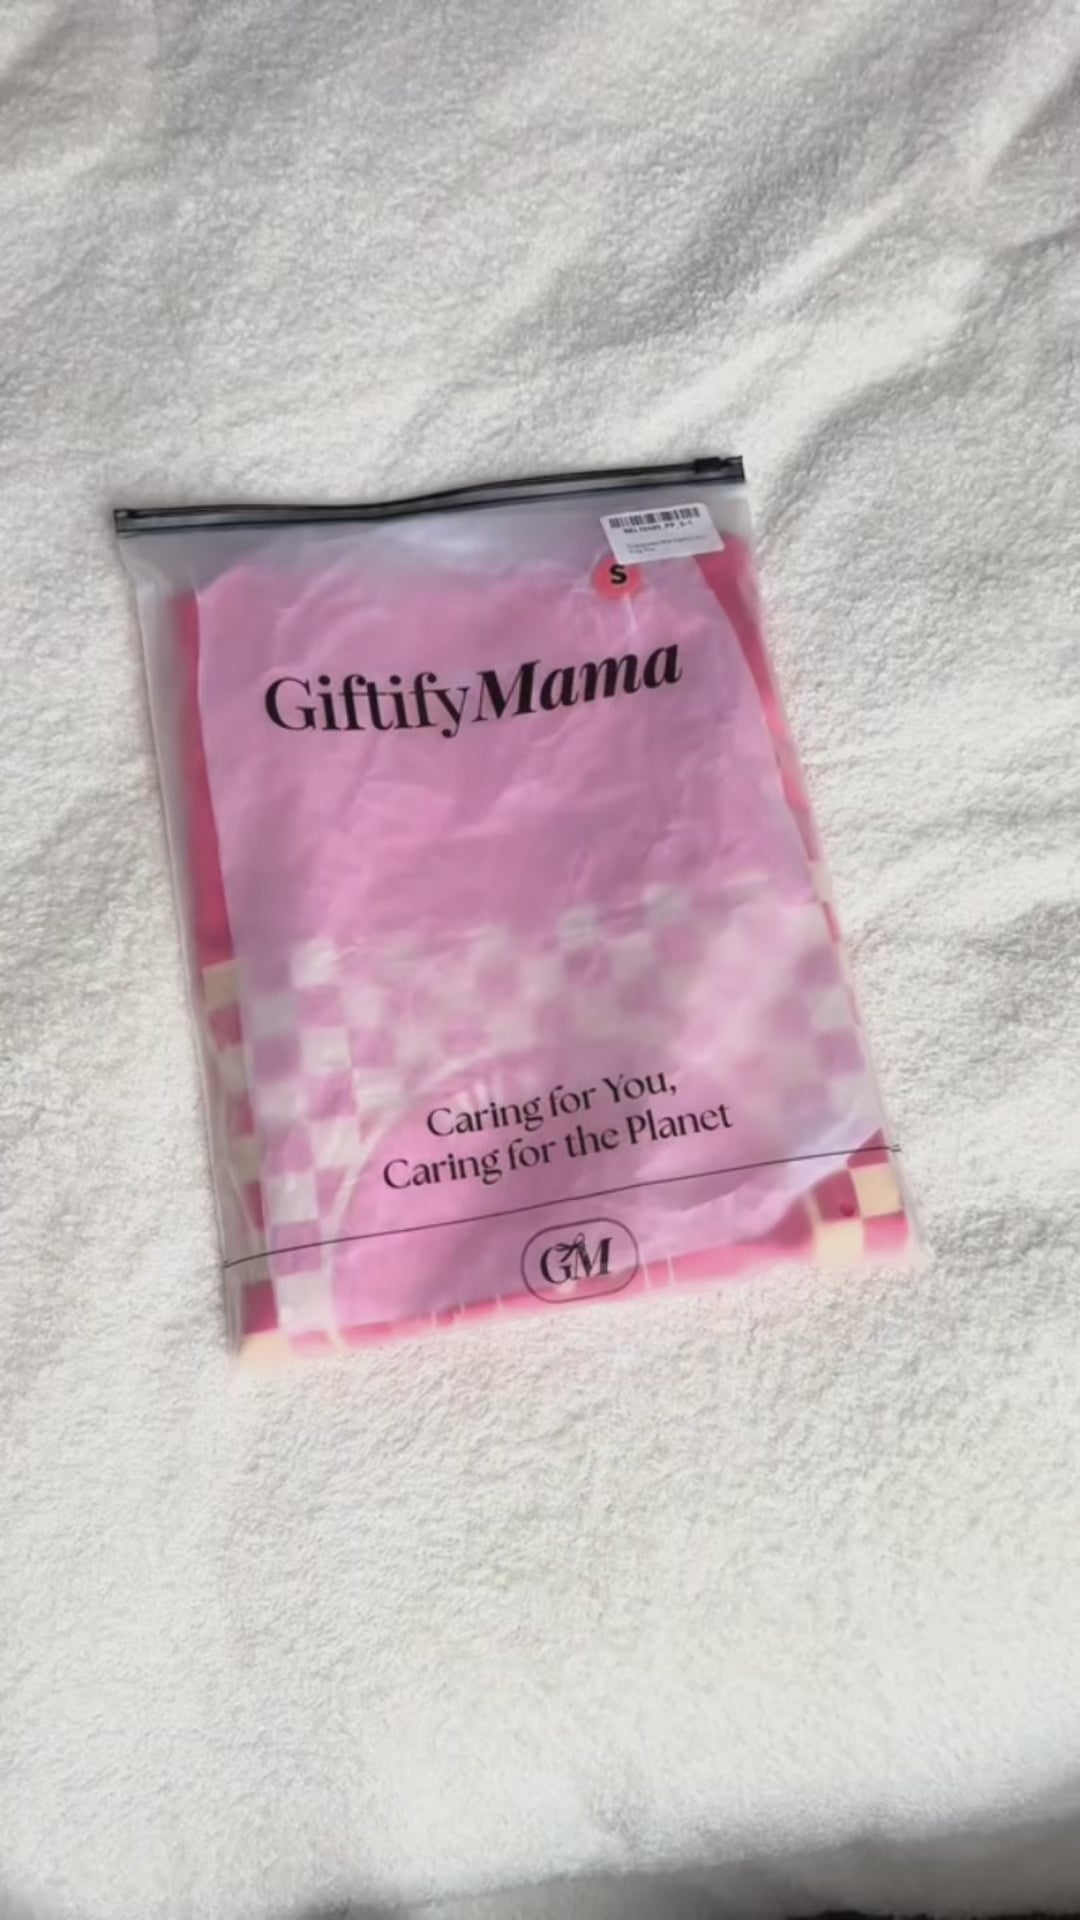 S
GiftifyMama
Caring for You,
Caring for the Planet
GM